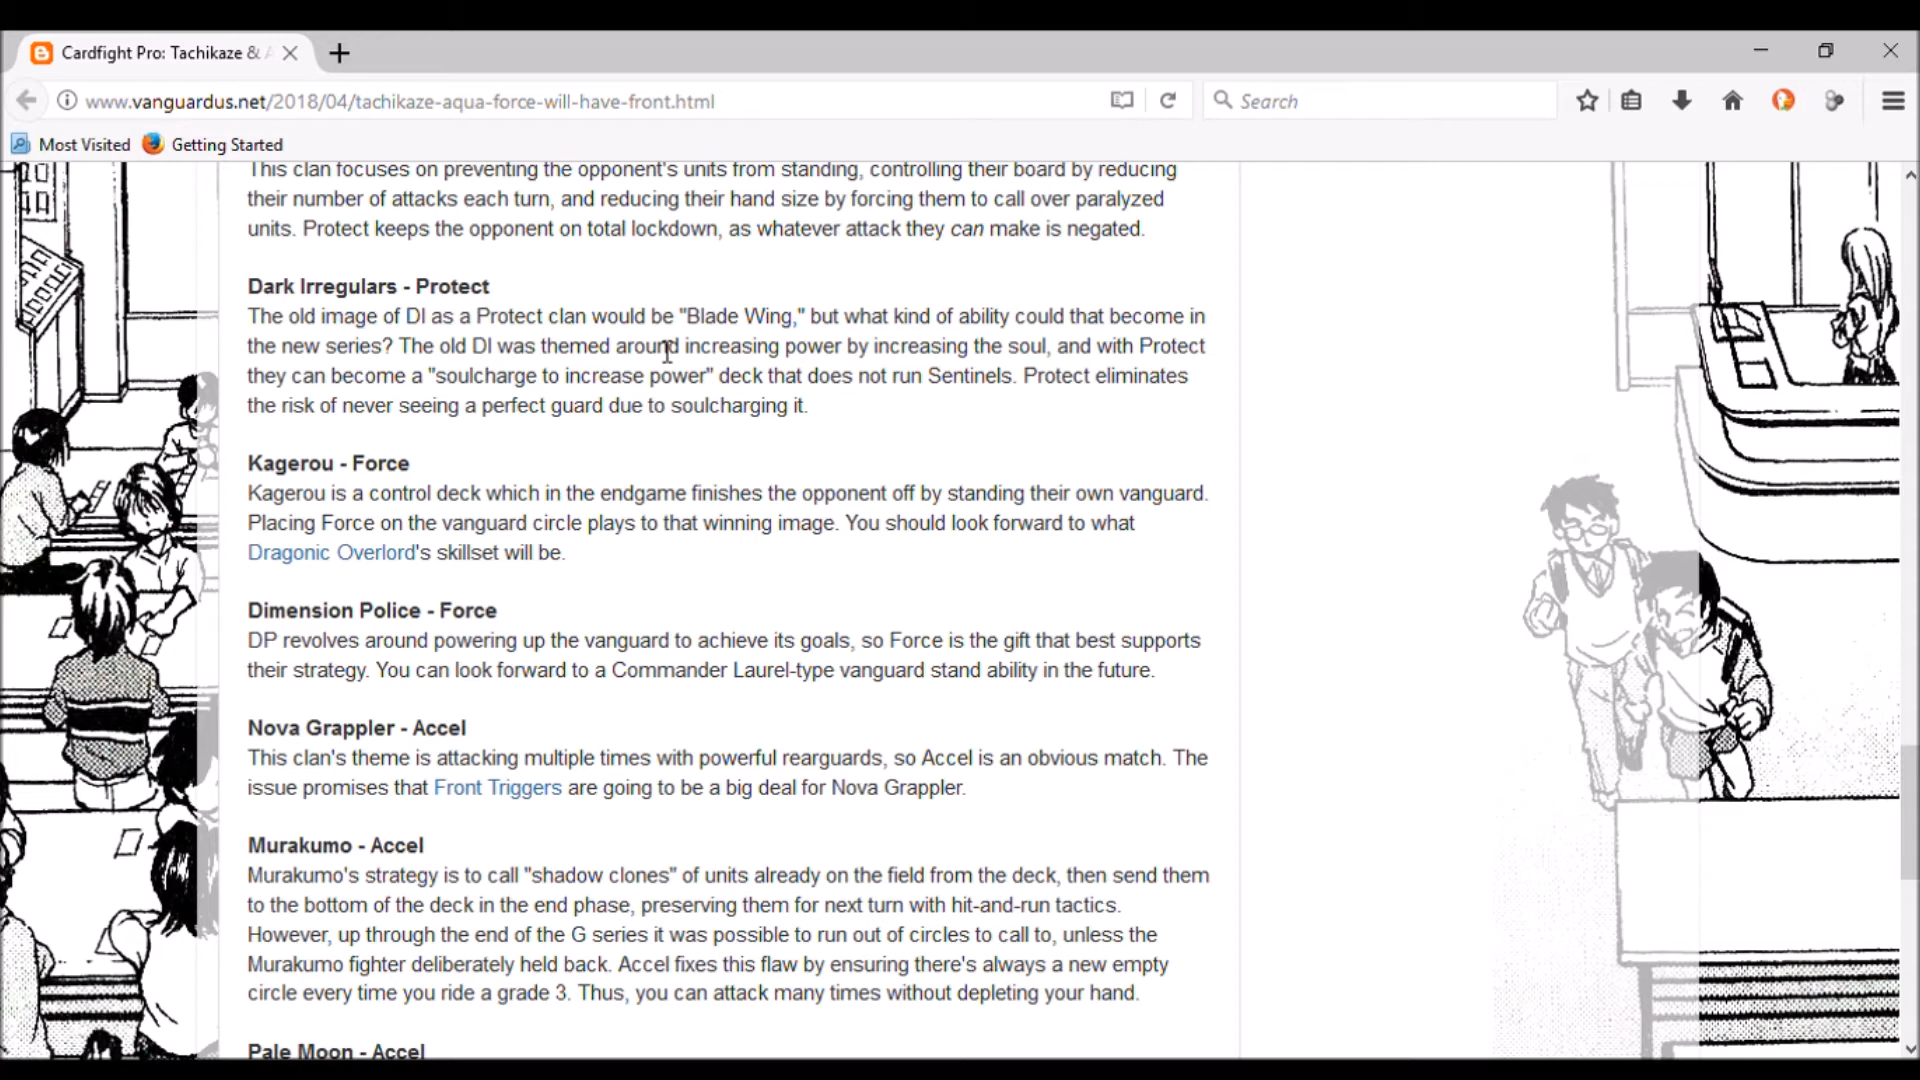 Cardfight Pro: Tachikaze &
www.vanguardus.net/2018/04/tachikaze-aqua-force-will-have-front.html
Search
Most Visited
Getting Started
This clan focuses on preventing the opponent's units from standing, controlling their board by reducing
their number of attacks each turn, and reducing their hand size by forcing them to call over paralyzed
units. Protect keeps the opponent on total lockdown, as whatever attack they can make is negated.
Dark Irregulars - Protect
The old image of DI as a Protect clan would be "Blade Wing," but what kind of ability could that become in
the new series? The old DI was themed around increasing power by increasing the soul, and with Protect
they can become a "soulcharge to increase power" deck that does not run Sentinels. Protect eliminates
the risk of never seeing a perfect guard due to soulcharging it.
Kagerou - Force
Kagerou is a control deck which in the endgame finishes the opponent off by standing their own vanguard.
Placing Force on the vanguard circle plays to that winning image. You should look forward to what
Dragonic Overlord's skillset will be.
Dimension Police - Force
DP revolves around powering up the vanguard to achieve its goals, so Force is the gift that best supports
their strategy. You can look forward to a Commander Laurel-type vanguard stand ability in the future.
Nova Grappler - Accel
This clan's theme is attacking multiple times with powerful rearguards, so Accel is an obvious match. The
issue promises that Front Triggers are going to be a big deal for Nova Grappler.
Murakumo - Accel
Murakumo's strategy is to call "shadow clones" of units already on the field from the deck, then send them
to the bottom of the deck in the end phase, preserving them for next turn with hit-and-run tactics.
However, up through the end of the G series it was possible to run out of circles to call to, unless the
Murakumo fighter deliberately held back. Accel fixes this flaw by ensuring there's always a new empty
circle every time you ride a grade 3. Thus, you can attack many times without depleting your hand.
Pale Moon - Accel